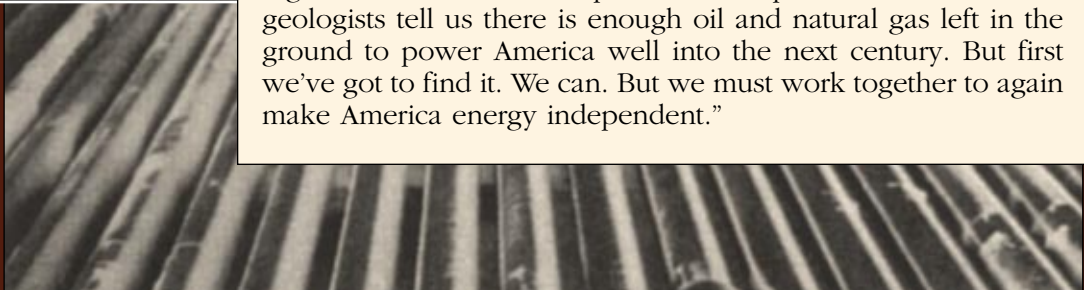 geologists tell us there is enough oil and natural gas left in the
ground to power America well into the next century. But first
we’ve got to find it. We can. But we must work together to again
make America energy independent.”